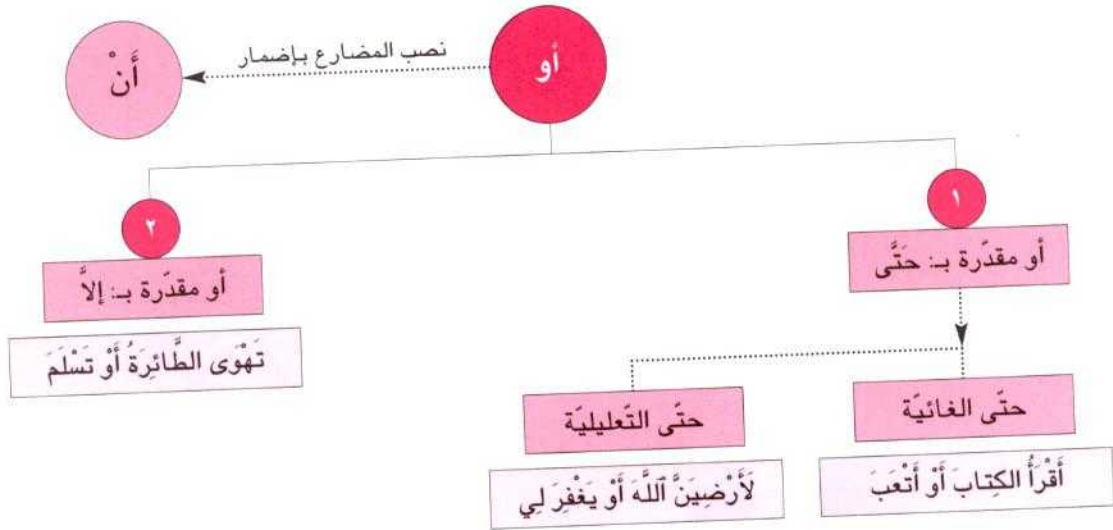 أو
نصب المضارع بإضمار
أَنْ
١
أو مقدّرة بـ: حَتَّى
٢
أو مقدّرة بـ: إلاَّ
تَهْوَى الطَّائِرَةُ أَوْ تَسْلَمَ
حتّى الغائيّة
أَقْرَأُ الكِتابَ أَوْ أَتْعَبَ
حتّى التّعليليّة
لَأَرْضِيَنَّ ٱللَّهَ أَوْ يَغْفِرَ لِي